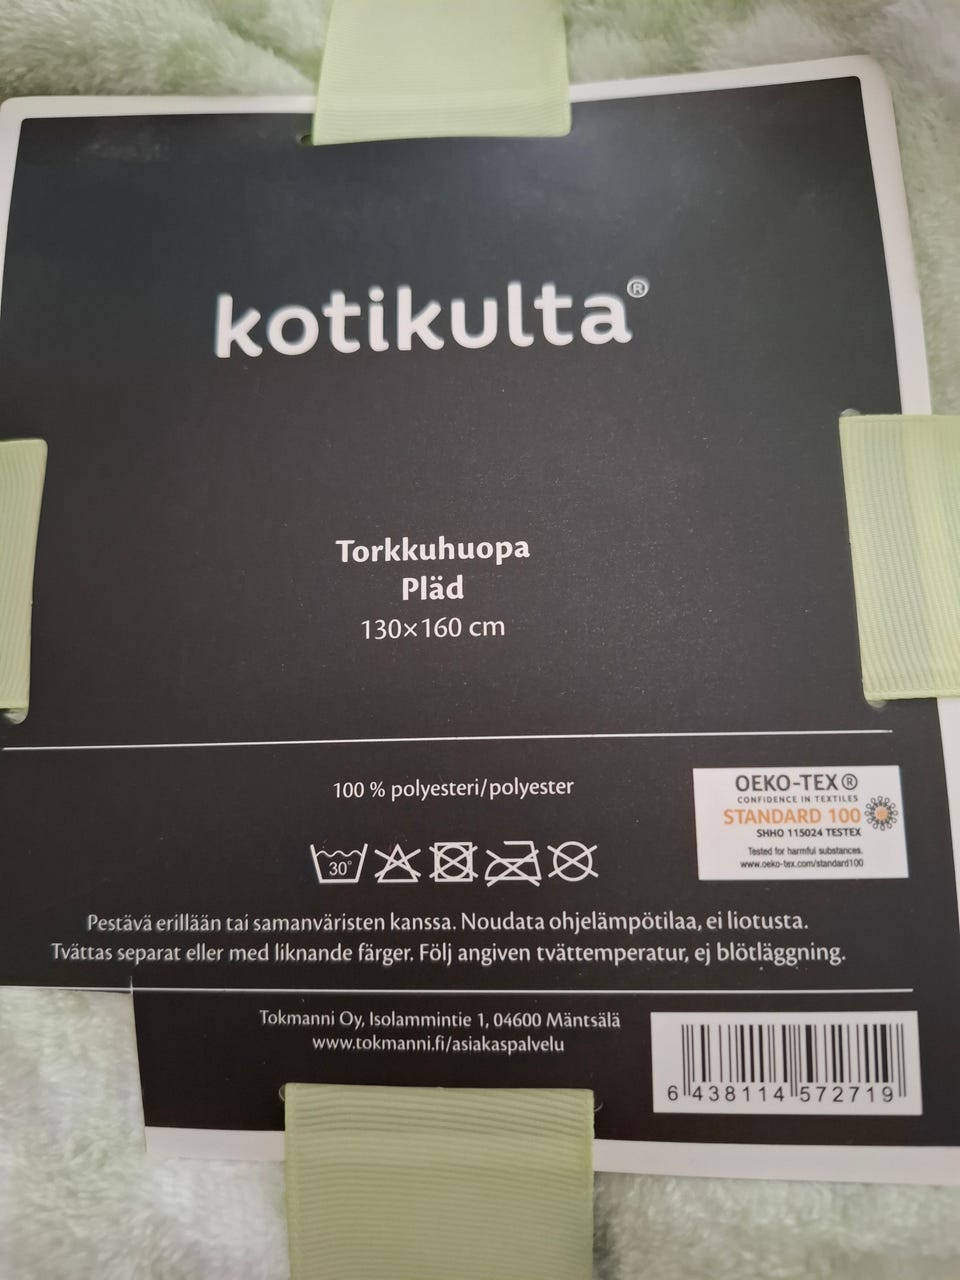 kotikulta®
Torkkuhuopa
Pläd
130×160 cm
100 % polyesteri/polyester
30°
OEKO-TEX®
CONFIDENCE IN TEXTILES
STANDARD 100
SHHO 115024 TESTEX
Tested for harmful substances.
www.oeko-tex.com/standard100
Pestävä erillään tai samanväristen kanssa. Noudata ohjelämpötilaa, ei liotusta.
Tvättas separat eller med liknande färger. Följ angiven tvättemperatur, ej blötläggning.
Tokmanni Oy, Isolammintie 1, 04600 Mäntsälä
www.tokmanni.fi/asiakaspalvelu
6 438114 572719